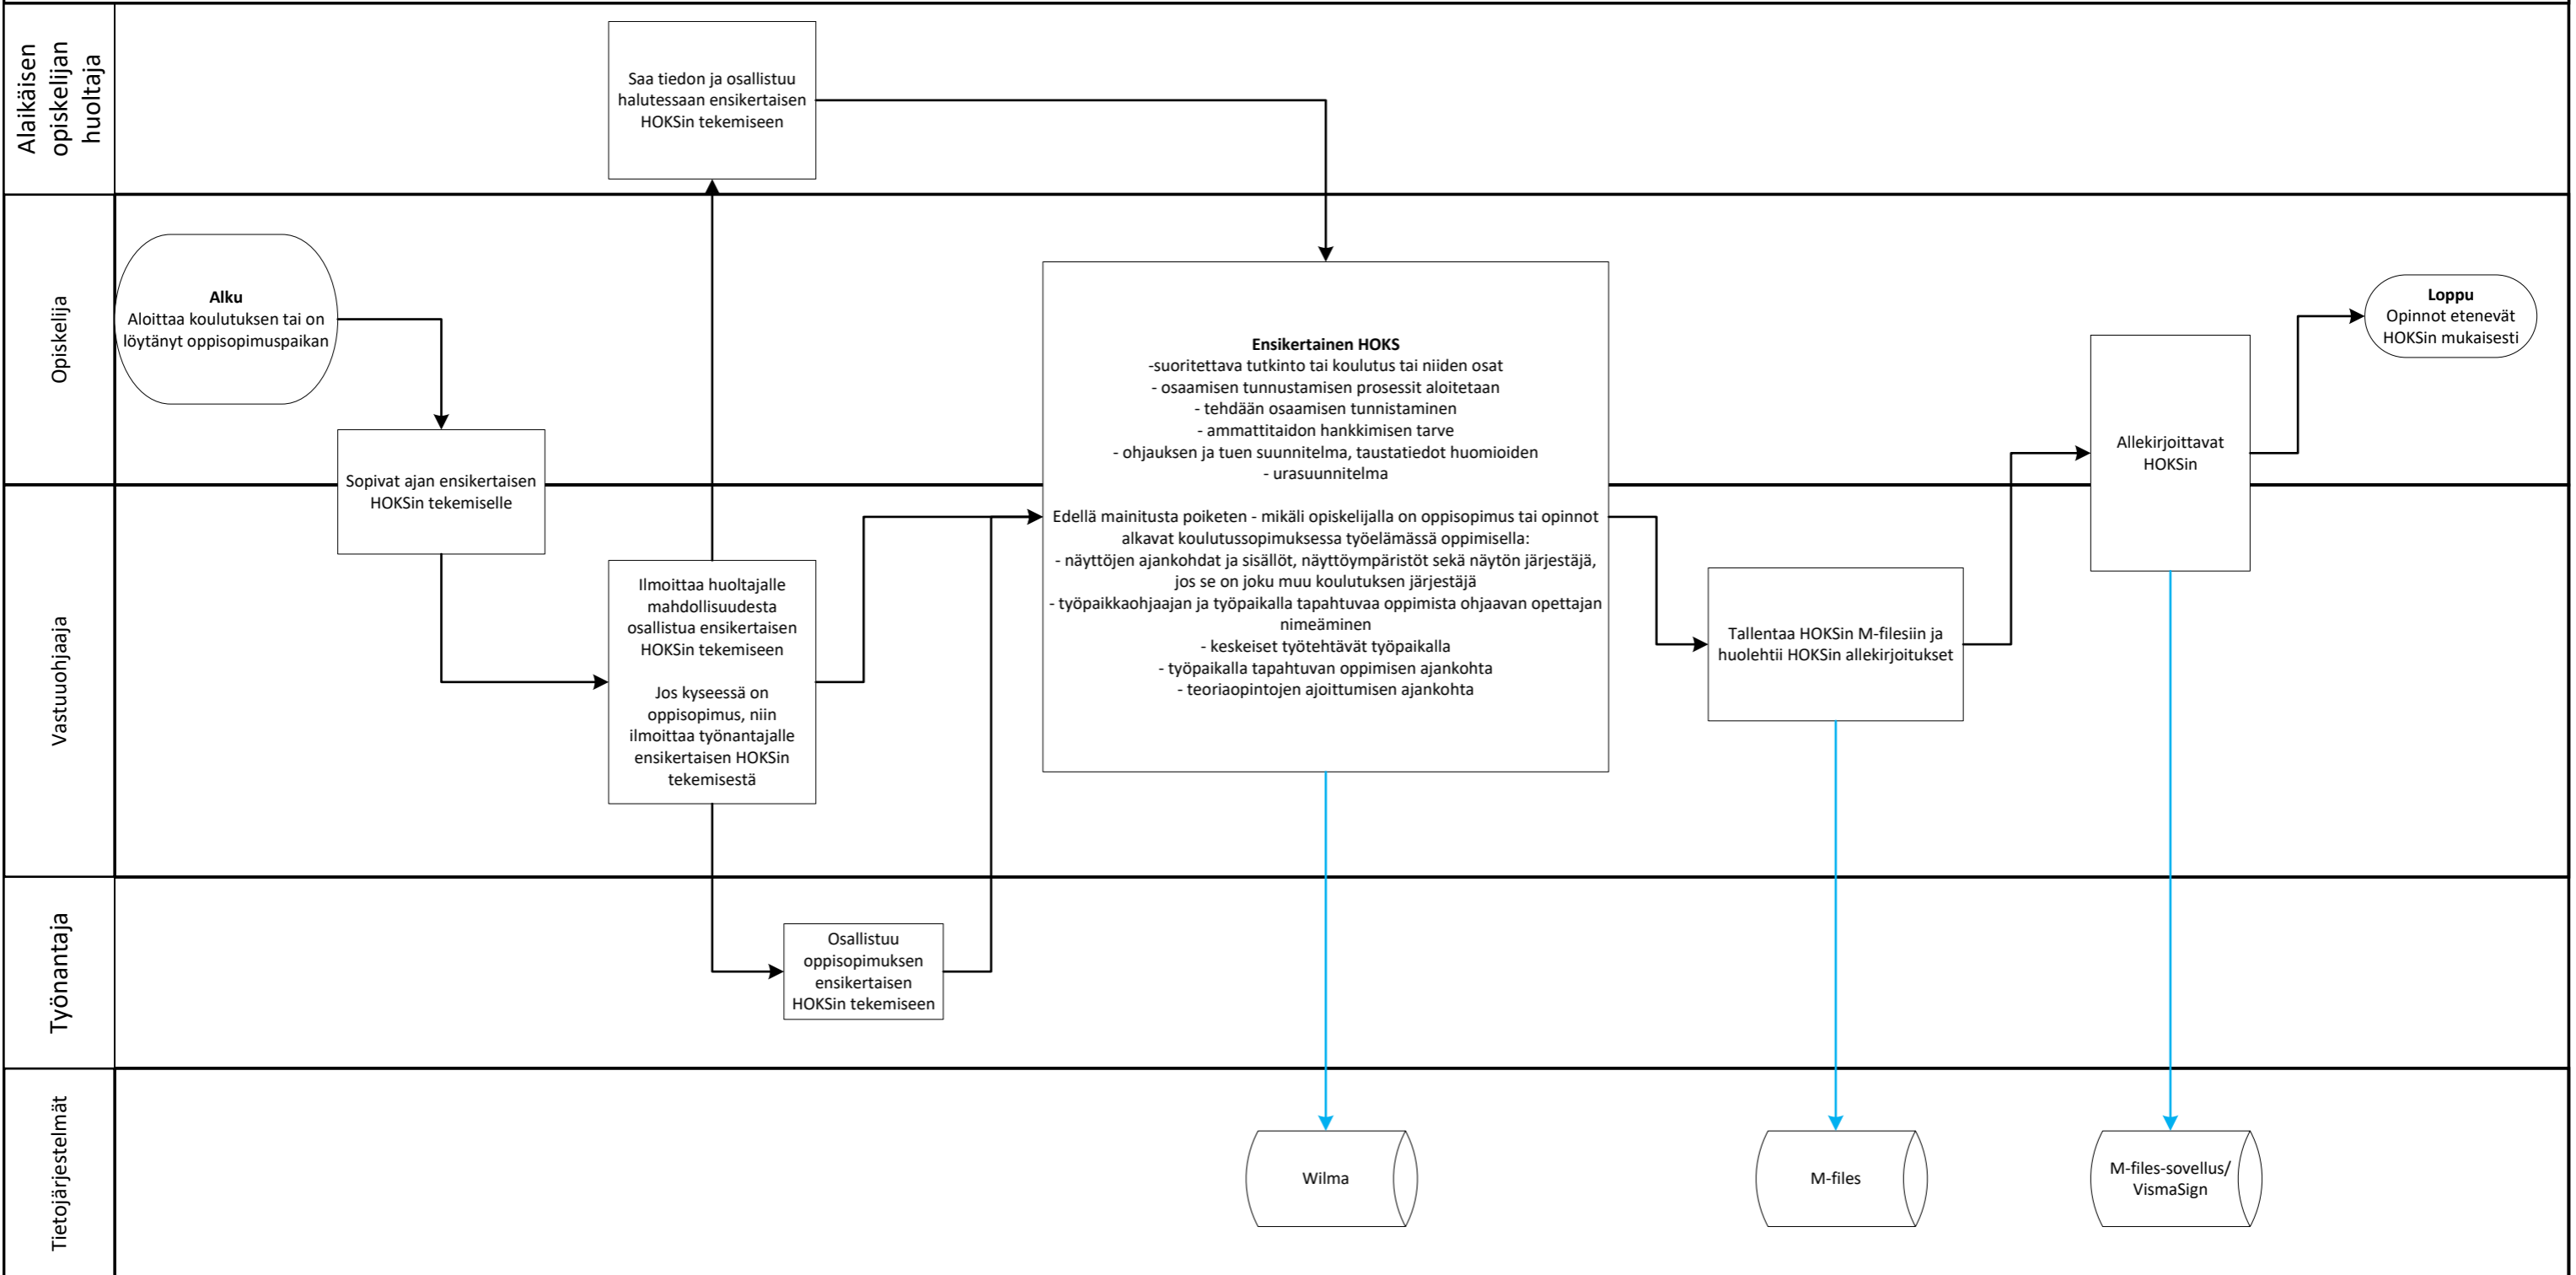 Alaikäisen
opiskelijan
huoltaja
Saa tiedon ja osallistuu
halutessaan ensikertaisen
HOKSin tekemiseen
Opiskelija
Alku
Aloittaa koulutuksen tai on
löytänyt oppisopimuspaikan
Sopivat ajan ensikertaisen
HOKSin tekemiselle
Ensikertainen HOKS
-suoritettava tutkinto tai koulutus tai niiden osat
- osaamisen tunnustamisen prosessit aloitetaan
- tehdään osaamisen tunnistaminen
- ammattitaidon hankkimisen tarve
- ohjauksen ja tuen suunnitelma, taustatiedot huomioiden
- urasuunnitelma
Edellä mainitusta poiketen - mikäli opiskelijalla on oppisopimus tai opinnot
alkavat koulutussopimuksessa työelämässä oppimisella:
- näyttöjen ajankohdat ja sisällöt, näyttöympäristöt sekä näytön järjestäjä,
jos se on joku muu koulutuksen järjestäjä
- työpaikkaohjaajan ja työpaikalla tapahtuvaa oppimista ohjaavan opettajan
nimeäminen
- keskeiset työtehtävät työpaikalla
- työpaikalla tapahtuvan oppimisen ajankohta
- teoriaopintojen ajoittumisen ajankohta
Allekirjoittavat
HOKSin
Loppu
Opinnot etenevät
HOKSin mukaisesti
Vastuuohjaaja
Ilmoittaa huoltajalle
mahdollisuudesta
osallistua ensikertaisen
HOKSin tekemiseen
Jos kyseessä on
oppisopimus, niin
ilmoittaa työnantajalle
ensikertaisen HOKSin
tekemisestä
Tallentaa HOKSin M-filesiin ja
huolehtii HOKSin allekirjoitukset
Työnantaja
Osallistuu
oppisopimuksen
ensikertaisen
HOKSin tekemiseen
Tietojärjestelmät
Wilma
M-files
M-files-sovellus/
VismaSign